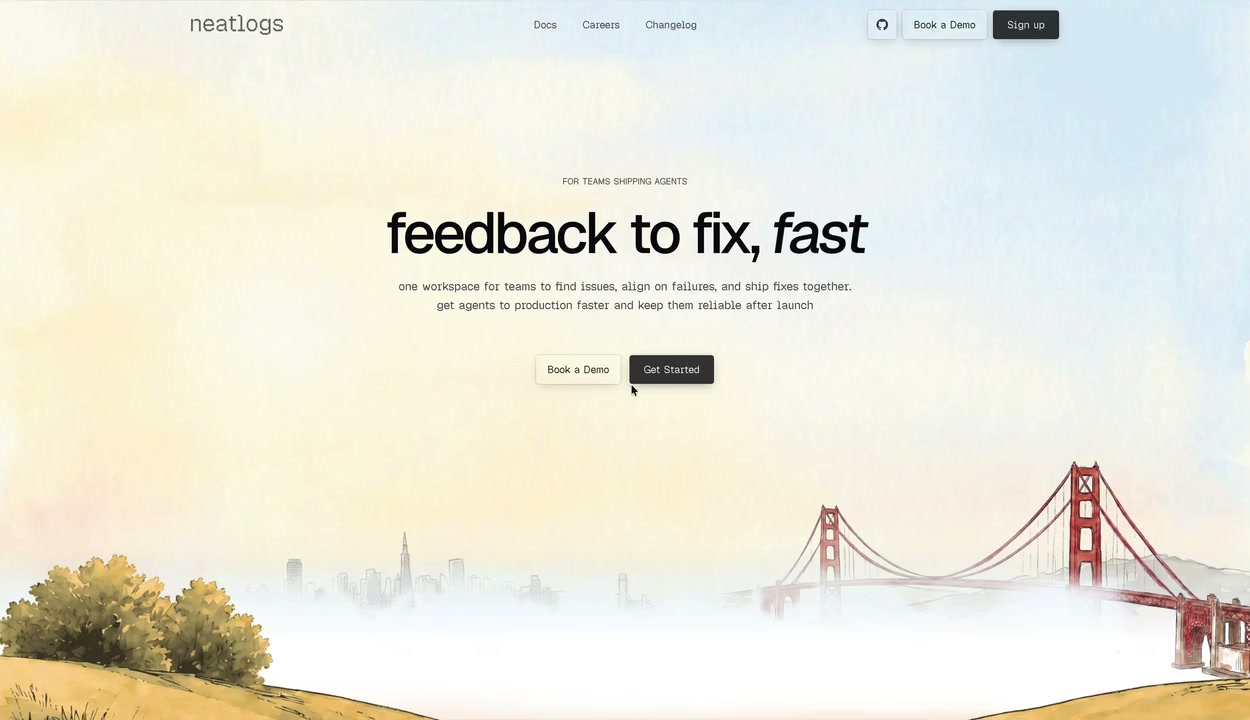 neatlogs
Docs Careers Changelog
Book a Demo Sign up
FOR TEAMS SHIPPING AGENTS
feedback to fix, fast
one workspace for teams to find issues, align on failures, and ship fixes together.
get agents to production faster and keep them reliable after launch
Book a Demo Get Started